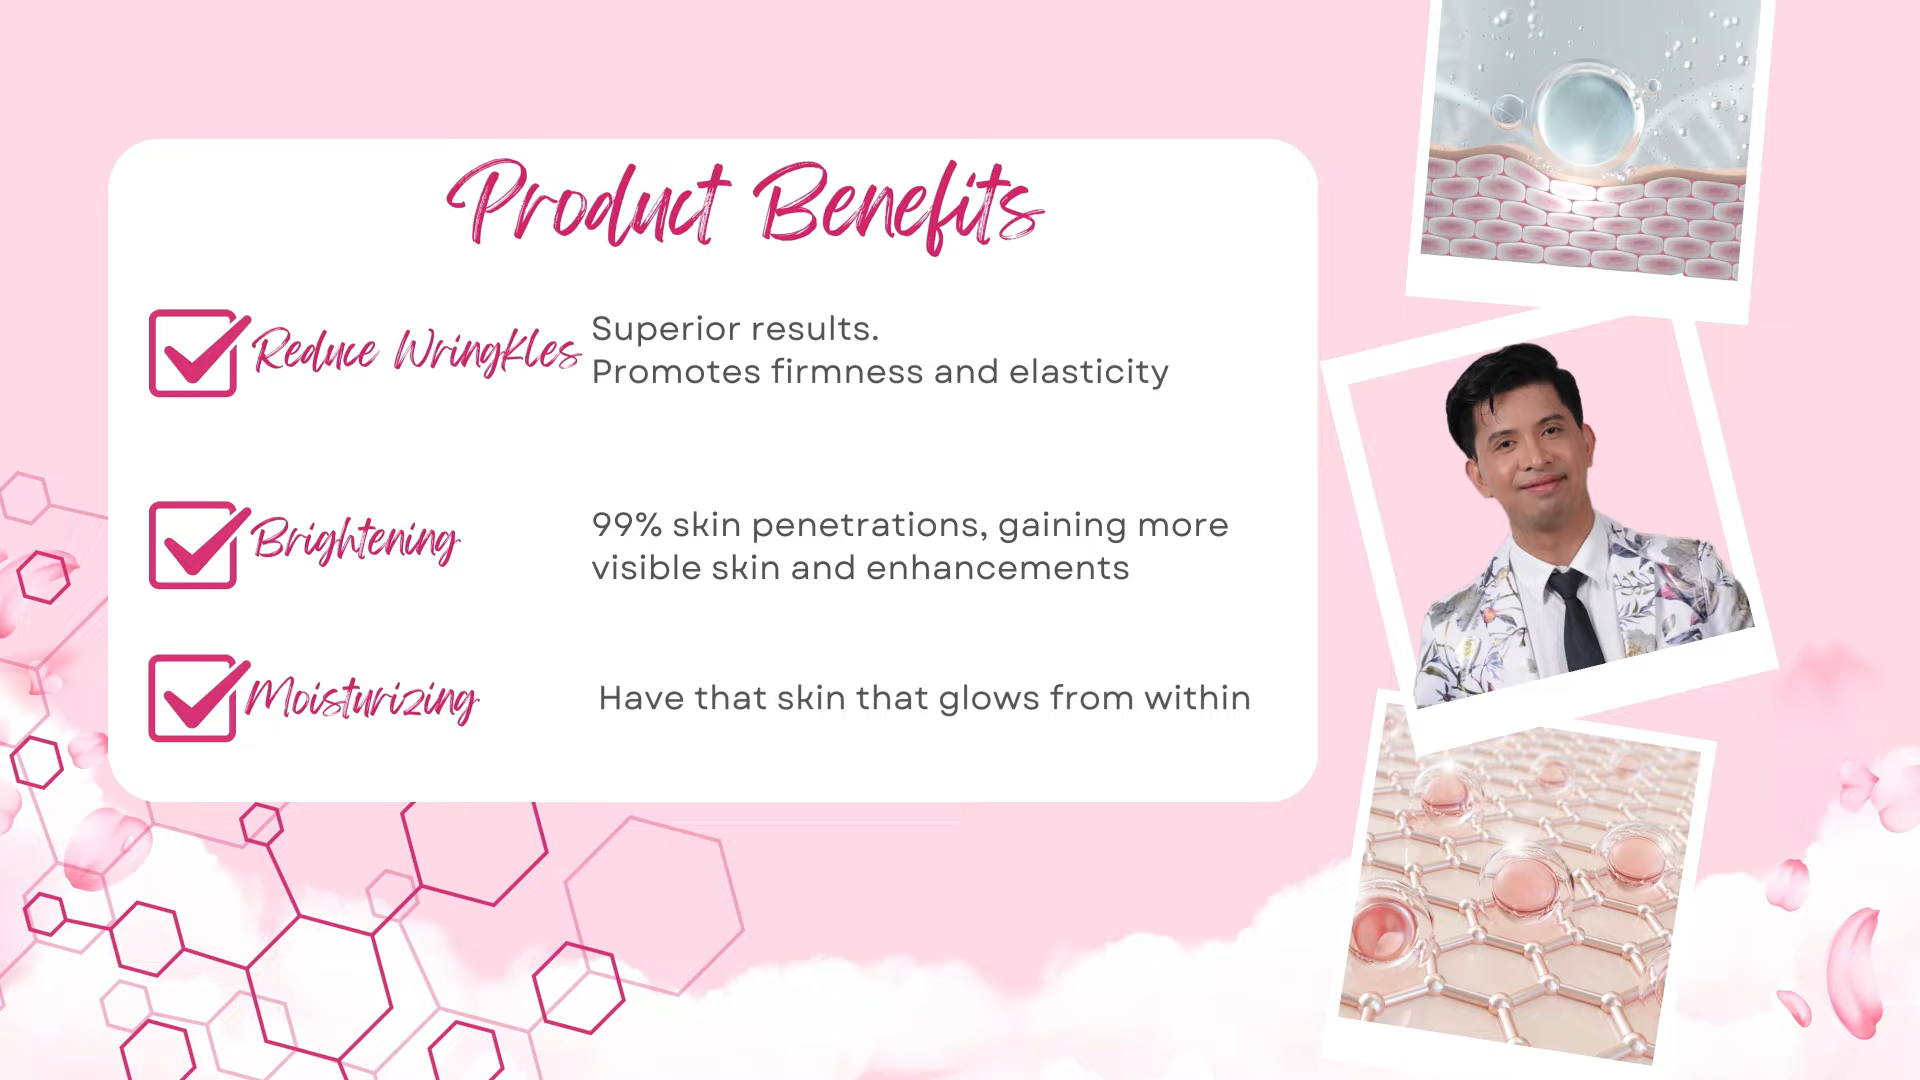 Product Benefits
Reduce Wringkles
Superior results.
Promotes firmness and elasticity
Brightening
99% skin penetrations, gaining more
visible skin and enhancements
Moisturizing
Have that skin that glows from within